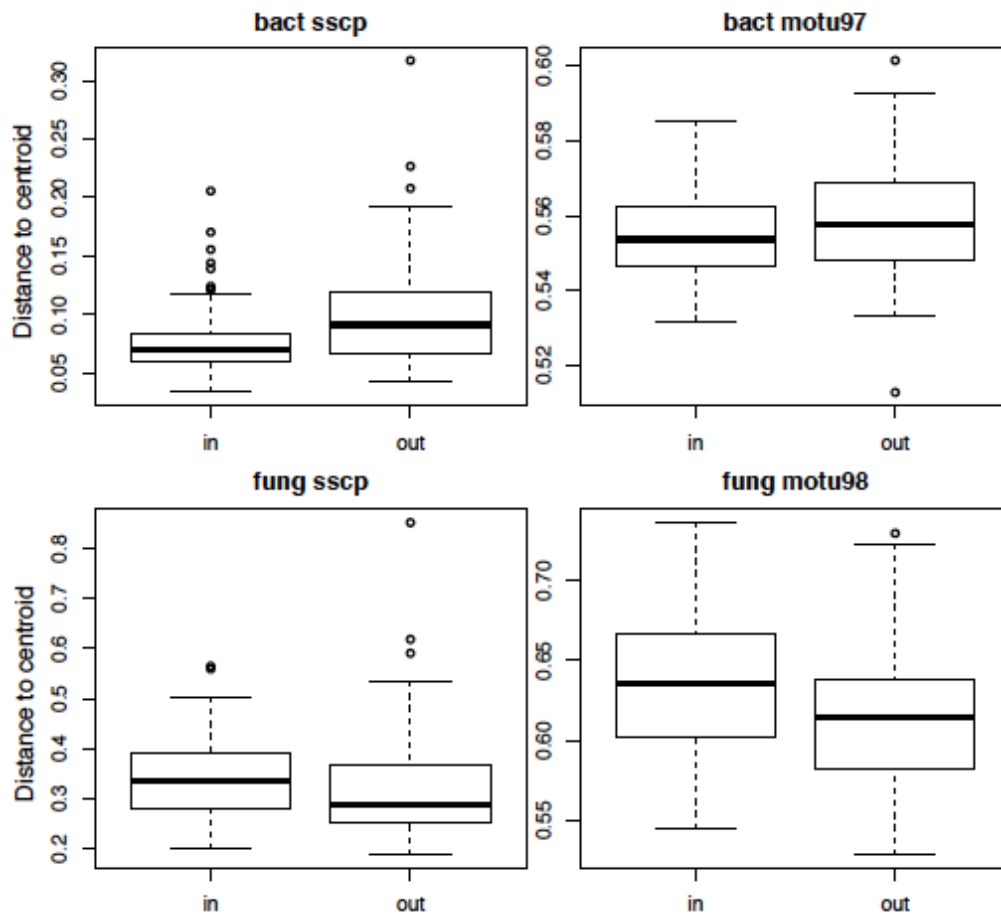 bact sscp
bact motu97
Distance to centroid
0.30
0.25
0.20
0.15
0.10
0.05
in
out
0.60
0.58
0.56
0.54
0.52
in
out
fung sscp
fung motu98
Distance to centroid
0.8
0.7
0.6
0.5
0.4
0.3
0.2
in
out
0.70
0.65
0.60
0.55
in
out